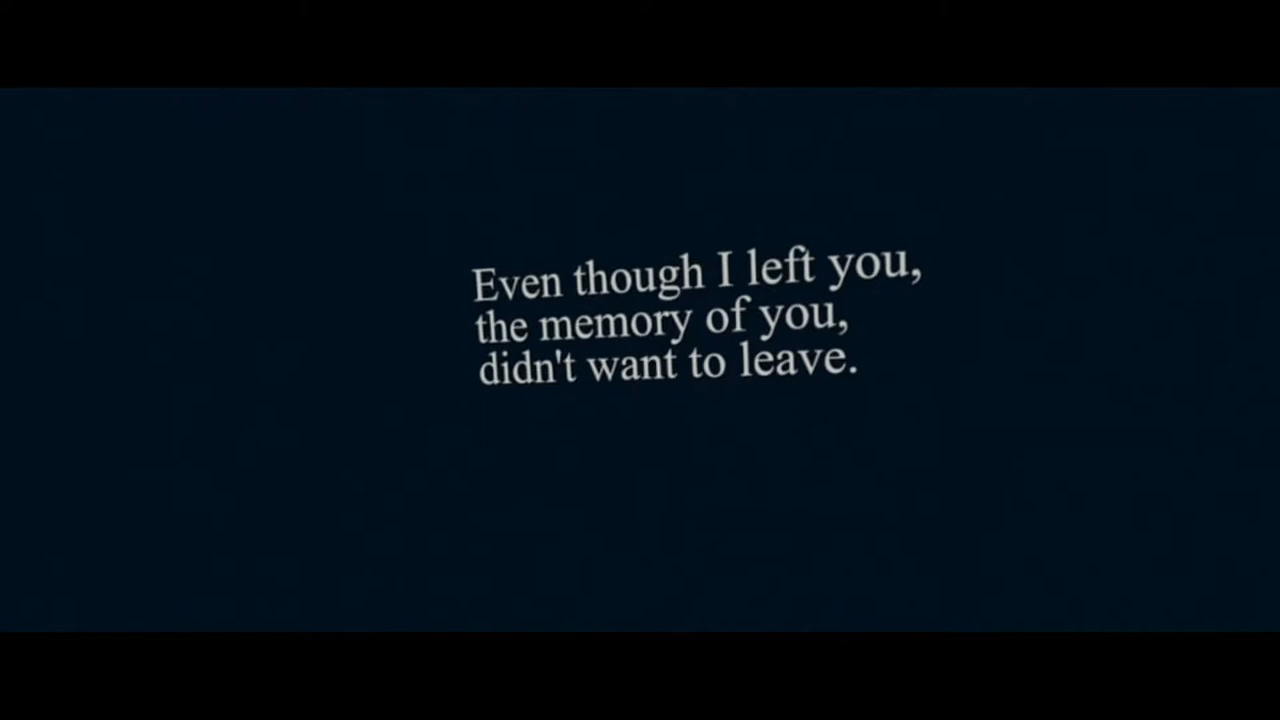 Even though I left you,
the memory of you,
didn't want to leave.